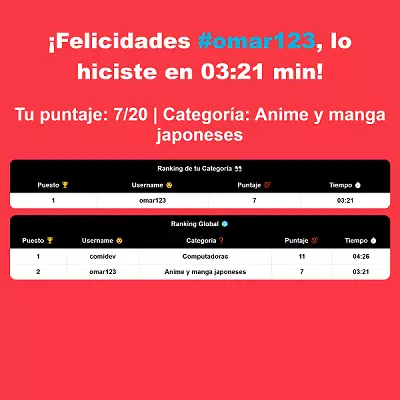 ¡Felicidades #omar123, lo
hiciste en 03:21 min!
Tu puntaje: 7/20 | Categoría: Anime y manga
japoneses
Ranking de tu Categoría 👀
Puesto 🏆 Username 🤯 Puntaje 💯 Tiempo ⏱
1 omar123 7 03:21
Ranking Global 🌐
Puesto 🏆 Username 🤯 Categoría ❓ Puntaje 💯 Tiempo ⏱
1 comidev Computadoras 11 04:26
2 omar123 Anime y manga japoneses 7 03:21